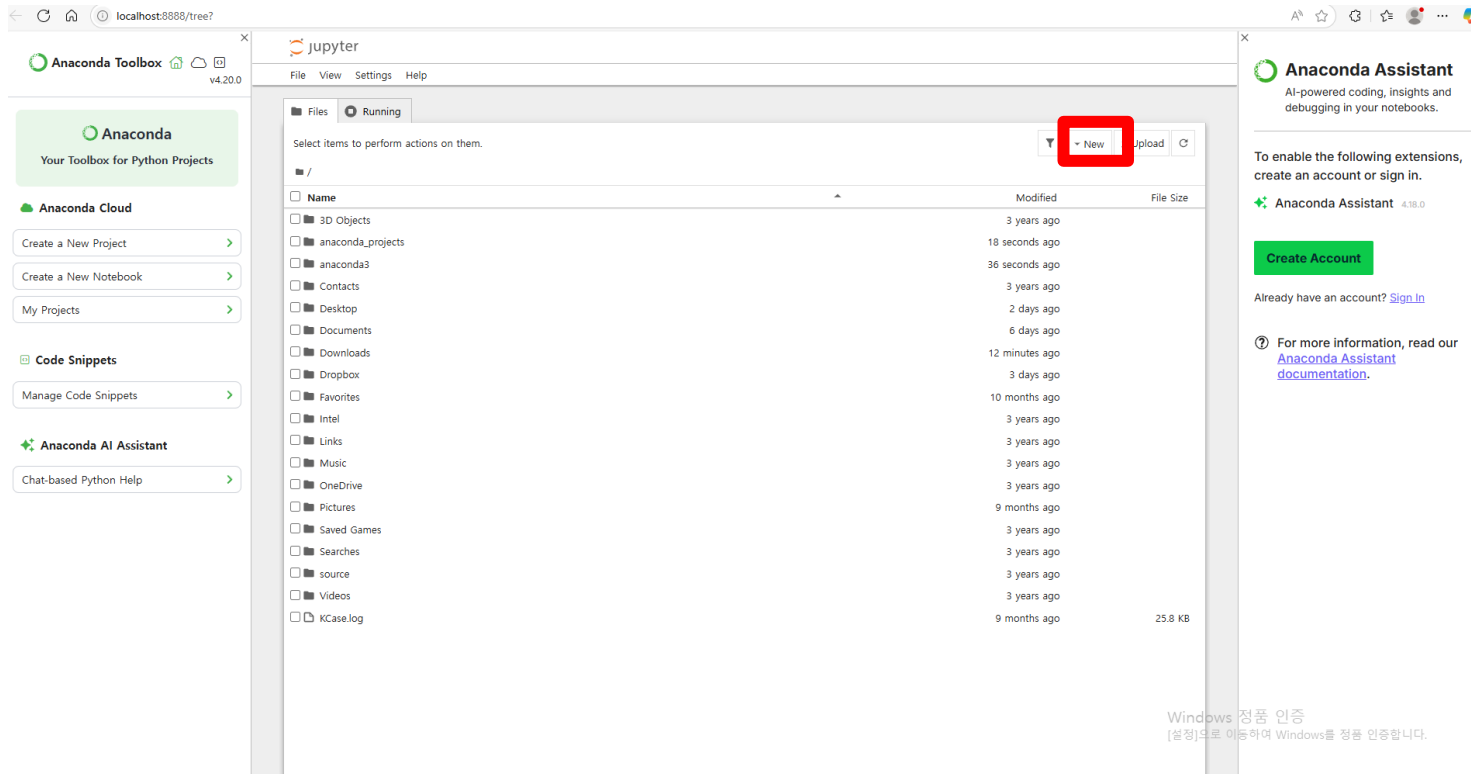 localhost:8888/tree?
Anaconda Toolbox
v4.20.0
Anaconda
Your Toolbox for Python Projects
Anaconda Cloud
Create a New Project
Create a New Notebook
My Projects
Code Snippets
Manage Code Snippets
Anaconda AI Assistant
Chat-based Python Help
jupyter
File View Settings Help
Files Running
Select items to perform actions on them.
New Upload
/
Name Modified File Size
3D Objects 3 years ago
anaconda_projects 18 seconds ago
anaconda3 36 seconds ago
Contacts 3 years ago
Desktop 2 days ago
Documents 6 days ago
Downloads 12 minutes ago
Dropbox 3 days ago
Favorites 10 months ago
Intel 3 years ago
Links 3 years ago
Music 3 years ago
OneDrive 3 years ago
Pictures 9 months ago
Saved Games 3 years ago
Searches 3 years ago
source 3 years ago
Videos 3 years ago
KCase.log 9 months ago 25.8 KB
Anaconda Assistant
AI-powered coding, insights and
debugging in your notebooks.
To enable the following extensions,
create an account or sign in.
Anaconda Assistant 4.18.0
Create Account
Already have an account? Sign In
For more information, read our
Anaconda Assistant
documentation.
Windows 정품 인증
[설정]으로 이동하여 Windows를 정품 인증합니다.